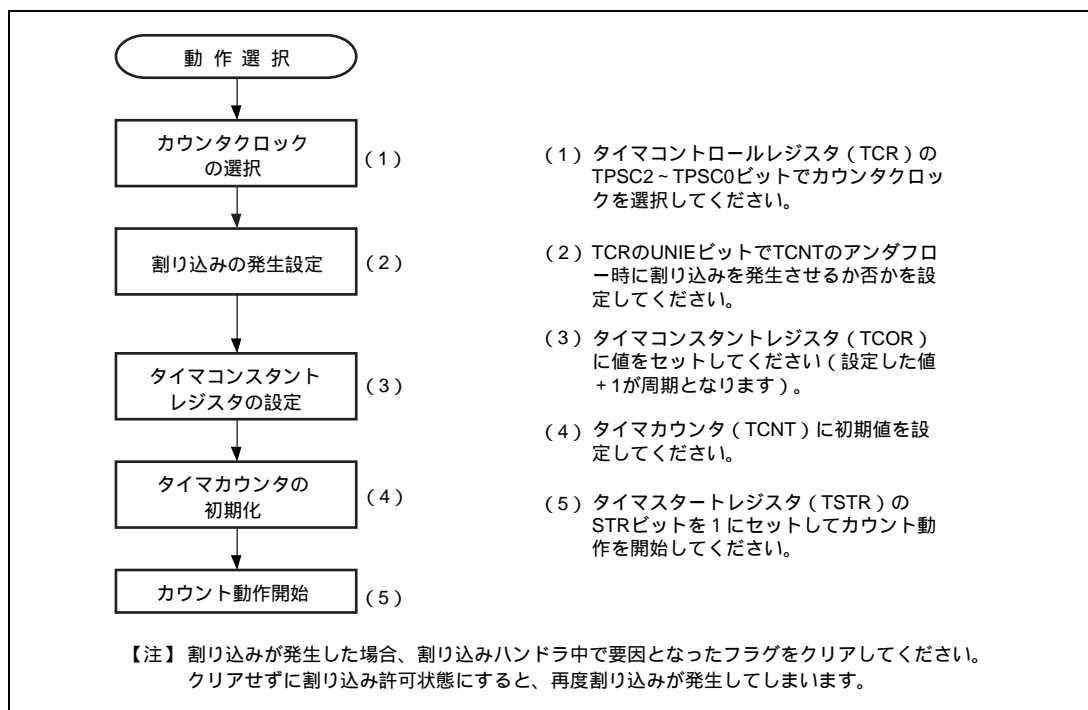 動 作 選 択
カウンタクロック
の選択
（1）
割り込みの発生設定
（2）
タイマコンスタント
レジスタの設定
（3）
タイマカウンタの
初期化
（4）
カウント動作開始
（5）
（1）タイマコントロールレジスタ（TCR）の
TPSC2～TPSC0ビットでカウンタクロッ
クを選択してください。
（2）TCRのUNIEビットでTCNTのアンダフロ
ー時に割り込みを発生させるか否かを設
定してください。
（3）タイマコンスタントレジスタ（TCOR）
に値をセットしてください（設定した値
+1が周期となります）。
（4）タイマカウンタ（TCNT）に初期値を設
定してください。
（5）タイマスタートレジスタ（TSTR）の
STRビットを1にセットしてカウント動
作を開始してください。
【注】 割り込みが発生した場合、割り込みハンドラ中で要因となったフラグをクリアしてください。
クリアせずに割り込み許可状態にすると、再度割り込みが発生してしまいます。